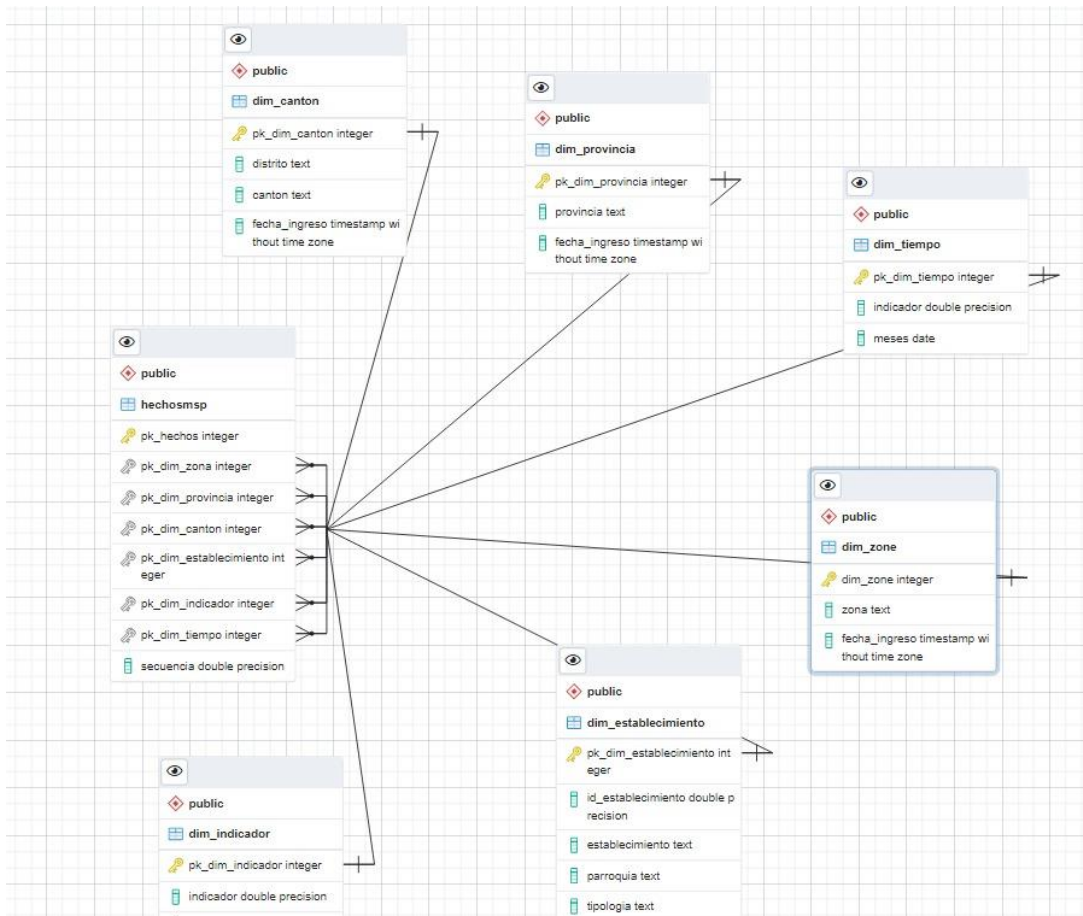 public
dim_canton
pk_dim_canton integer
distrito text
canton text
fecha_ingreso timestamp wi
thout time zone
public
dim_provincia
pk_dim_provincia integer
provincia text
fecha_ingreso timestamp wi
thout time zone
public
dim_tiempo
pk_dim_tiempo integer
indicador double precision
meses date
public
hechosmsp
pk_hechos integer
pk_dim_zona integer
pk_dim_provincia integer
pk_dim_canton integer
pk_dim_establecimiento int
eger
pk_dim_indicador integer
pk_dim_tiempo integer
secuencia double precision
public
dim_zone
dim_zone integer
zona text
fecha_ingreso timestamp wi
thout time zone
public
dim_establecimiento
pk_dim_establecimiento int
eger
id_establecimiento double p
recision
establecimiento text
parroquia text
tipologia text
public
dim_indicador
pk_dim_indicador integer
indicador double precision